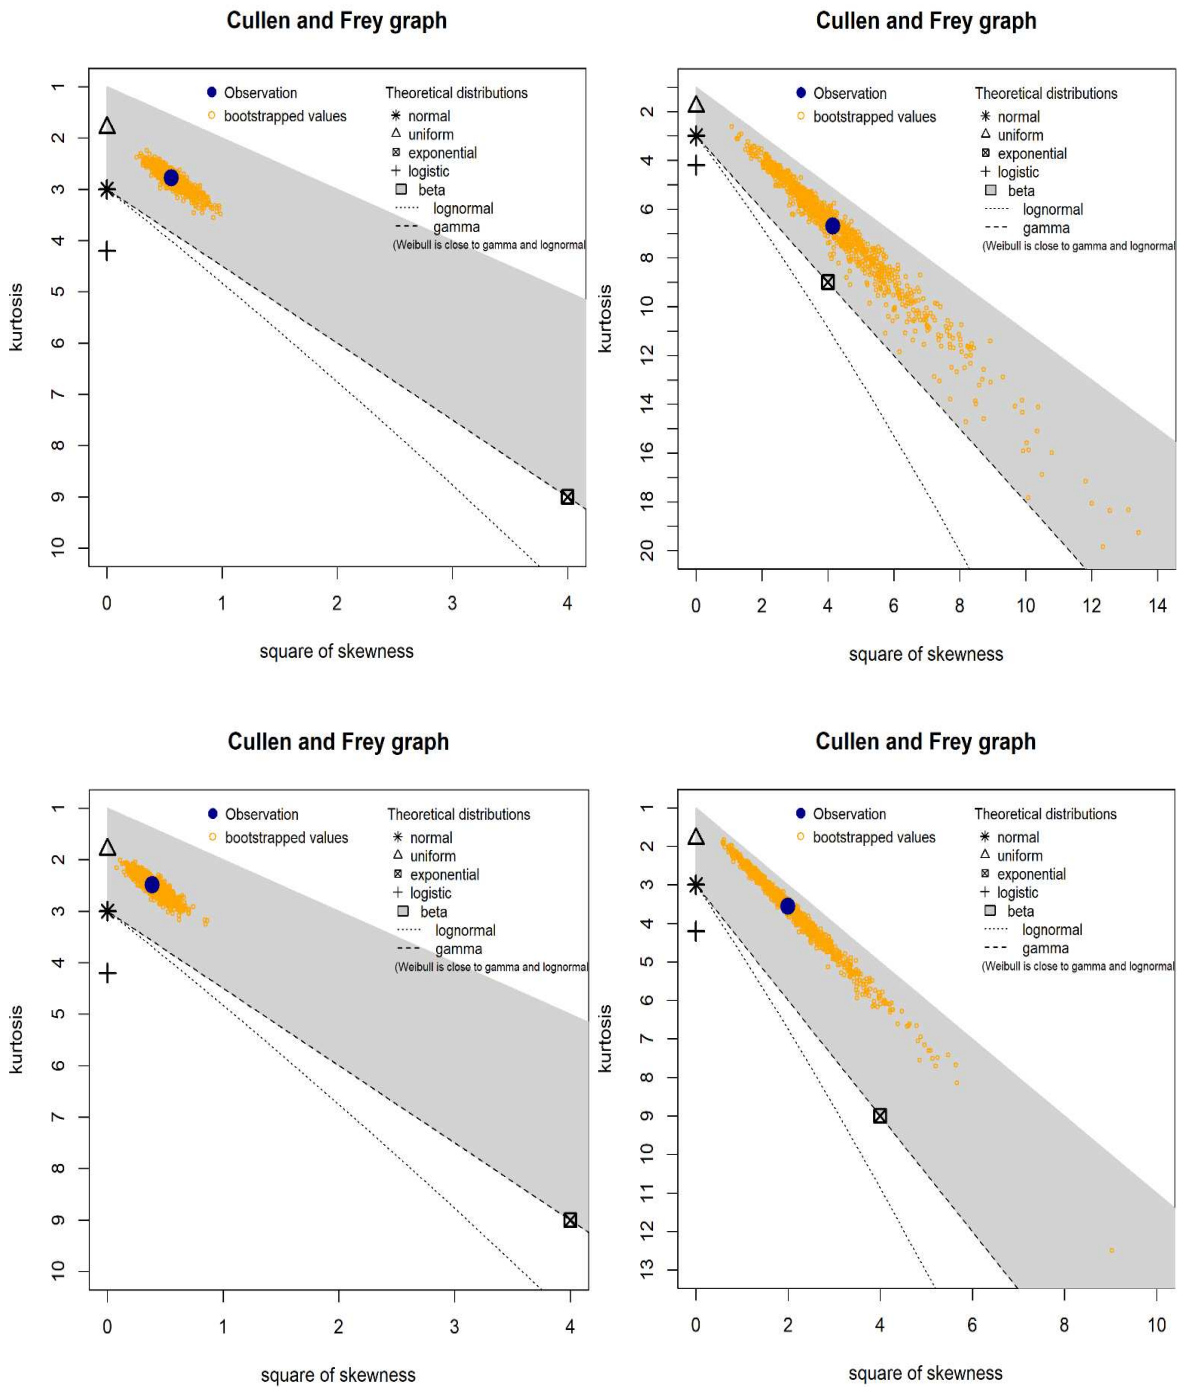 Cullen and Frey graph
kurtosis
1
2
3
4
5
6
7
8
9
10
Observation
bootstrapped values
Theoretical distributions
normal
uniform
exponential
logistic
beta
lognormal
gamma
(Weibull is close to gamma and lognormal
0 1 2 3 4
square of skewness
Cullen and Frey graph
kurtosis
2
4
6
8
10
12
14
16
18
20
Observation
bootstrapped values
Theoretical distributions
normal
uniform
exponential
logistic
beta
lognormal
gamma
(Weibull is close to gamma and lognormal
0 2 4 6 8 10 12 14
square of skewness
Cullen and Frey graph
kurtosis
1
2
3
4
5
6
7
8
9
10
Observation
bootstrapped values
Theoretical distributions
normal
uniform
exponential
logistic
beta
lognormal
gamma
(Weibull is close to gamma and lognormal
0 1 2 3 4
square of skewness
Cullen and Frey graph
kurtosis
1
2
3
4
5
6
7
8
9
10
11
12
13
Observation
bootstrapped values
Theoretical distributions
normal
uniform
exponential
logistic
beta
lognormal
gamma
(Weibull is close to gamma and lognormal
0 2 4 6 8 10
square of skewness